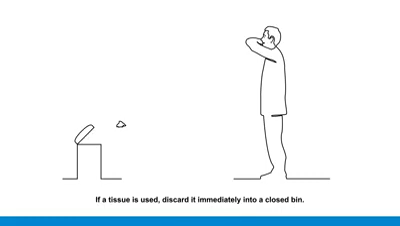 If a tissue is used, discard it immediately into a closed bin.